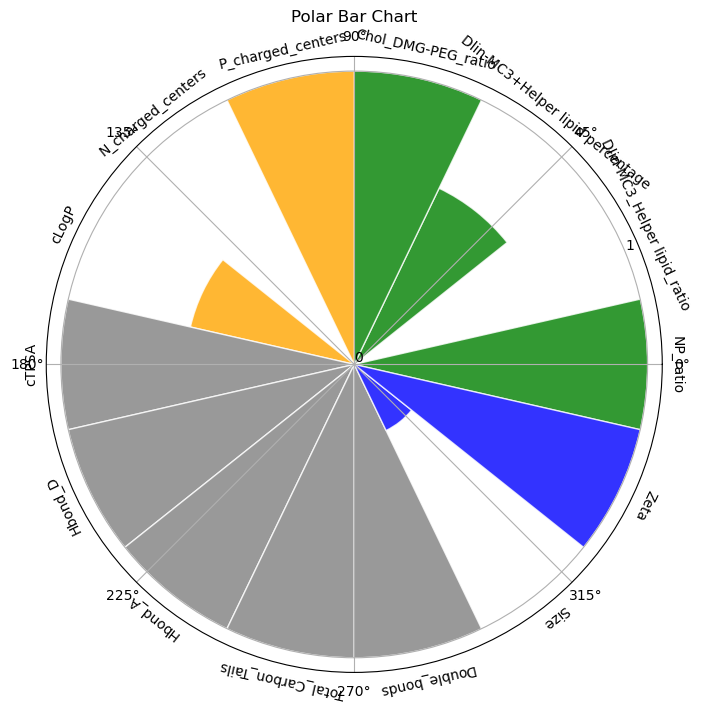 Polar Bar Chart
90°
P_charged_centers
Chol_DMG-PEG_ratio
Dlin-MC3+Helper lipid percentage
N_charged_centers
135°
45°
Dlin-MC3_Helper lipid_ratio
cLogP
1
0
180°
cTPSA
0°
NP_ratio
Hbond_D
Zeta
225°
Hbond_A
315°
Size
Total_Carbon_Tails
270°
Double_bonds